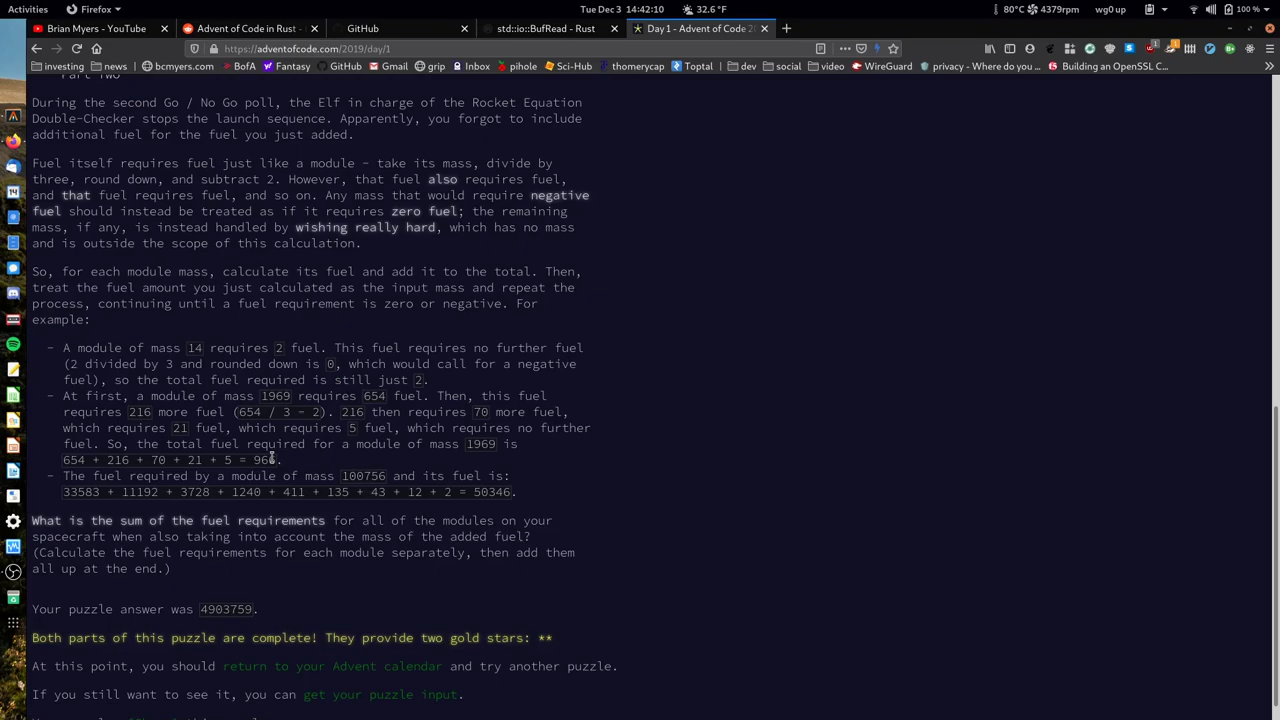 Activities Firefox Tue Dec 3 14:42:10 32.6 °F 80°C 4379rpm wg0 up 100 %
Brian Myers - YouTube Advent of Code in Rust - GitHub std::io::BufRead - Rust Day 1 - Advent of Code 2
https://adventofcode.com/2019/day/1
investing news bcmyers.com BofA Fantasy GitHub Gmail grip Inbox pihole Sci-Hub thomerycap Toptal dev social video WireGuard privacy - Where do you ... Building an OpenSSL C...
Part Two
During the second Go / No Go poll, the Elf in charge of the Rocket Equation
Double-Checker stops the launch sequence. Apparently, you forgot to include
additional fuel for the fuel you just added.
Fuel itself requires fuel just like a module - take its mass, divide by
three, round down, and subtract 2. However, that fuel also requires fuel,
and that fuel requires fuel, and so on. Any mass that would require negative
fuel should instead be treated as if it requires zero fuel; the remaining
mass, if any, is instead handled by wishing really hard, which has no mass
and is outside the scope of this calculation.
So, for each module mass, calculate its fuel and add it to the total. Then,
treat the fuel amount you just calculated as the input mass and repeat the
process, continuing until a fuel requirement is zero or negative. For
example:
- A module of mass 14 requires 2 fuel. This fuel requires no further fuel
(2 divided by 3 and rounded down is 0, which would call for a negative
fuel), so the total fuel required is still just 2.
- At first, a module of mass 1969 requires 654 fuel. Then, this fuel
requires 216 more fuel (654 / 3 - 2). 216 then requires 70 more fuel,
which requires 21 fuel, which requires 5 fuel, which requires no further
fuel. So, the total fuel required for a module of mass 1969 is
654 + 216 + 70 + 21 + 5 = 966.
- The fuel required by a module of mass 100756 and its fuel is:
33583 + 11192 + 3728 + 1240 + 411 + 135 + 43 + 12 + 2 = 50346.
What is the sum of the fuel requirements for all of the modules on your
spacecraft when also taking into account the mass of the added fuel?
(Calculate the fuel requirements for each module separately, then add them
all up at the end.)
Your puzzle answer was 4903759.
Both parts of this puzzle are complete! They provide two gold stars: **
At this point, you should return to your Advent calendar and try another puzzle.
If you still want to see it, you can get your puzzle input.